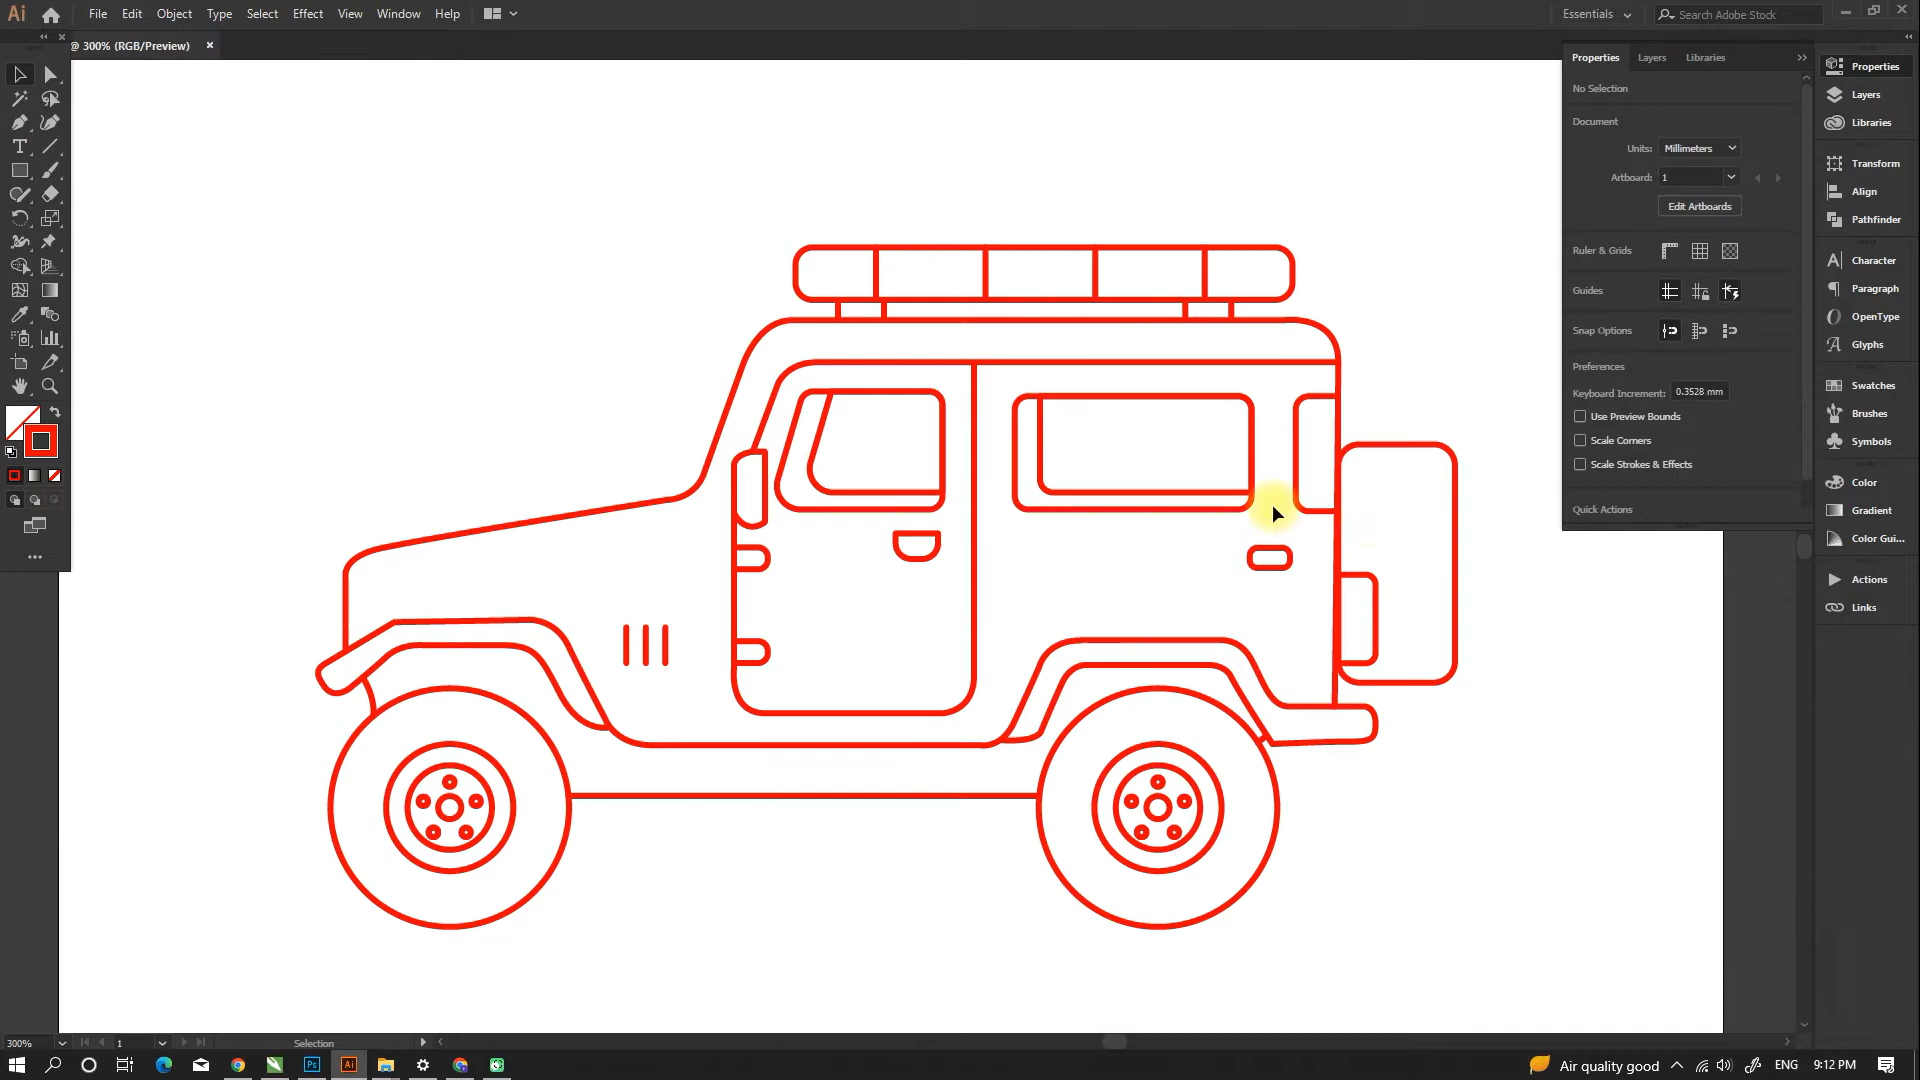 Ai File Edit Object Type Select Effect View Window Help Essentials Search Adobe Stock
@ 300% (RGB/Preview) ×
Properties Layers Libraries
No Selection
Document
Units: Millimeters
Artboard: 1
Edit Artboards
Ruler & Grids
Guides
Snap Options
Preferences
Keyboard Increment: 0.3528 mm
Use Preview Bounds
Scale Corners
Scale Strokes & Effects
Quick Actions
Properties
Layers
Libraries
Transform
Align
Pathfinder
Character
Paragraph
OpenType
Glyphs
Swatches
Brushes
Symbols
Color
Gradient
Color Gui...
Actions
Links
300% 1 Selection
Ps Ai Air quality good ENG 9:12 PM